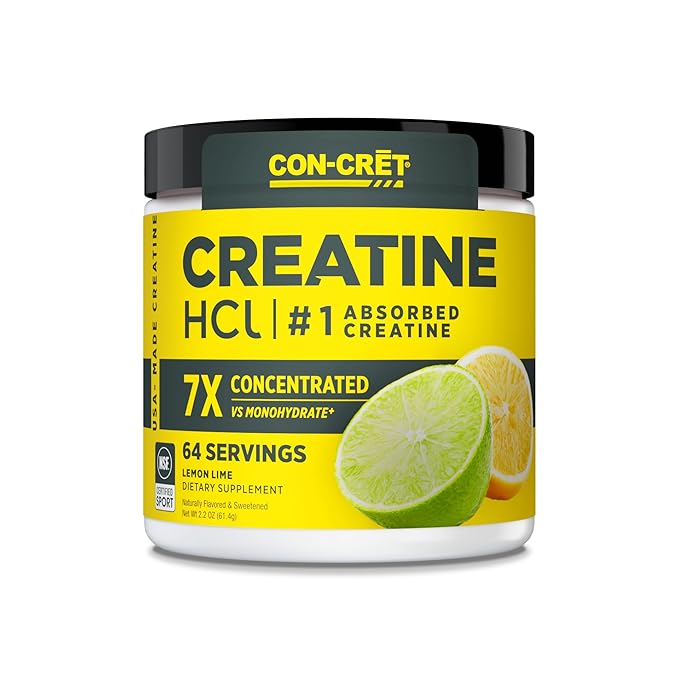 CON-CRĒT®
CREATINE
HCL #1 ABSORBED
CREATINE
7X CONCENTRATED
VS MONOHYDRATE+
64 SERVINGS
LEMON LIME
DIETARY SUPPLEMENT
Naturally Flavored & Sweetened
Net Wt 2.2 OZ (61.4g)
USA- MADE CREATINE
NSF
CERTIFIED
SPORT